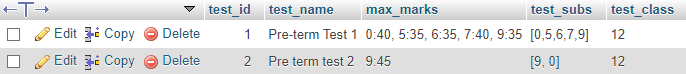 test_id test_name max_marks test_subs test_class
Edit Copy Delete 1 Pre-term Test 1 0:40, 5:35, 6:35, 7:40, 9:35 [0,5,6,7,9] 12
Edit Copy Delete 2 Pre term test 2 9:45 [9, 0] 12